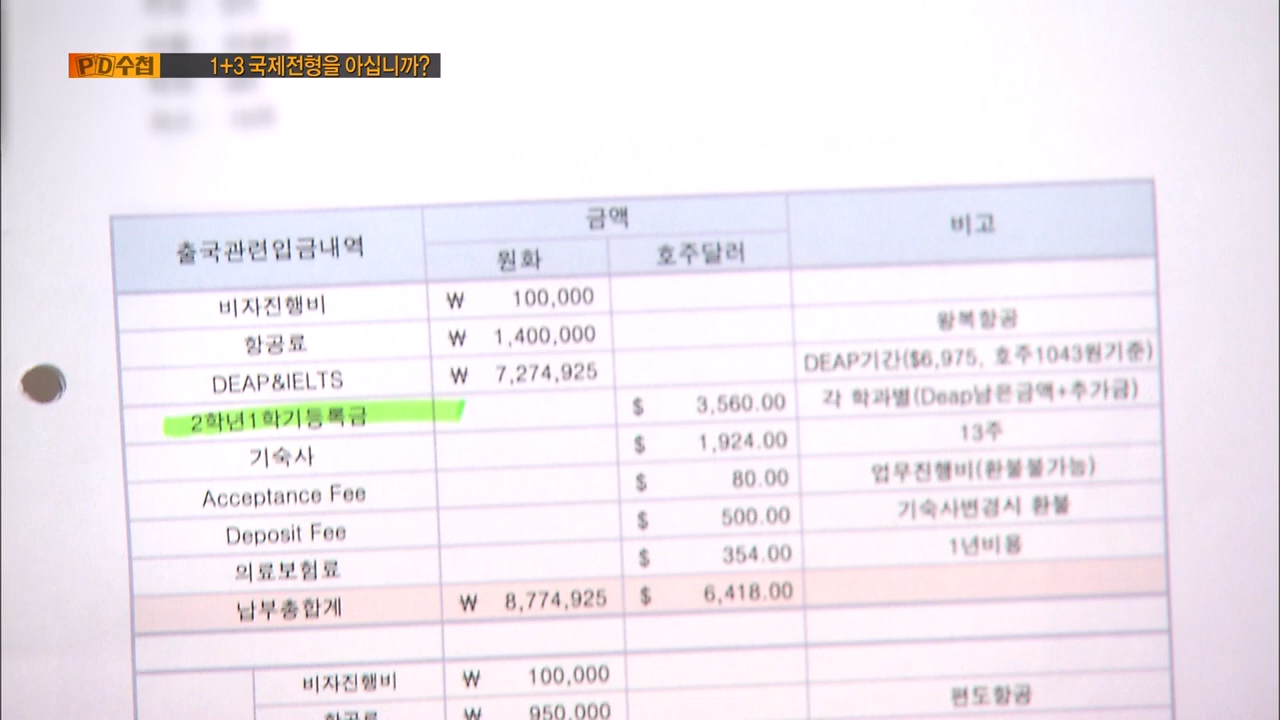 PD수첩 1+3 국제전형을 아십니까?
출국관련입금내역 금액 비고
원화 호주달러
비자진행비 ₩ 100,000
항공료 ₩ 1,400,000 왕복항공
DEAP&IELTS ₩ 7,274,925 DEAP기간($6,975, 호주1043원기준)
2학년1학기등록금 $ 3,560.00 각 학과별(Deap남은금액+추가금)
기숙사 $ 1,924.00 13주
Acceptance Fee $ 80.00 업무진행비(환불불가능)
Deposit Fee $ 500.00 기숙사변경시 환불
의료보험료 $ 354.00 1년비용
납부총합계 ₩ 8,774,925 $ 6,418.00
비자진행비 ₩ 100,000
항공료 ₩ 950,000 편도항공